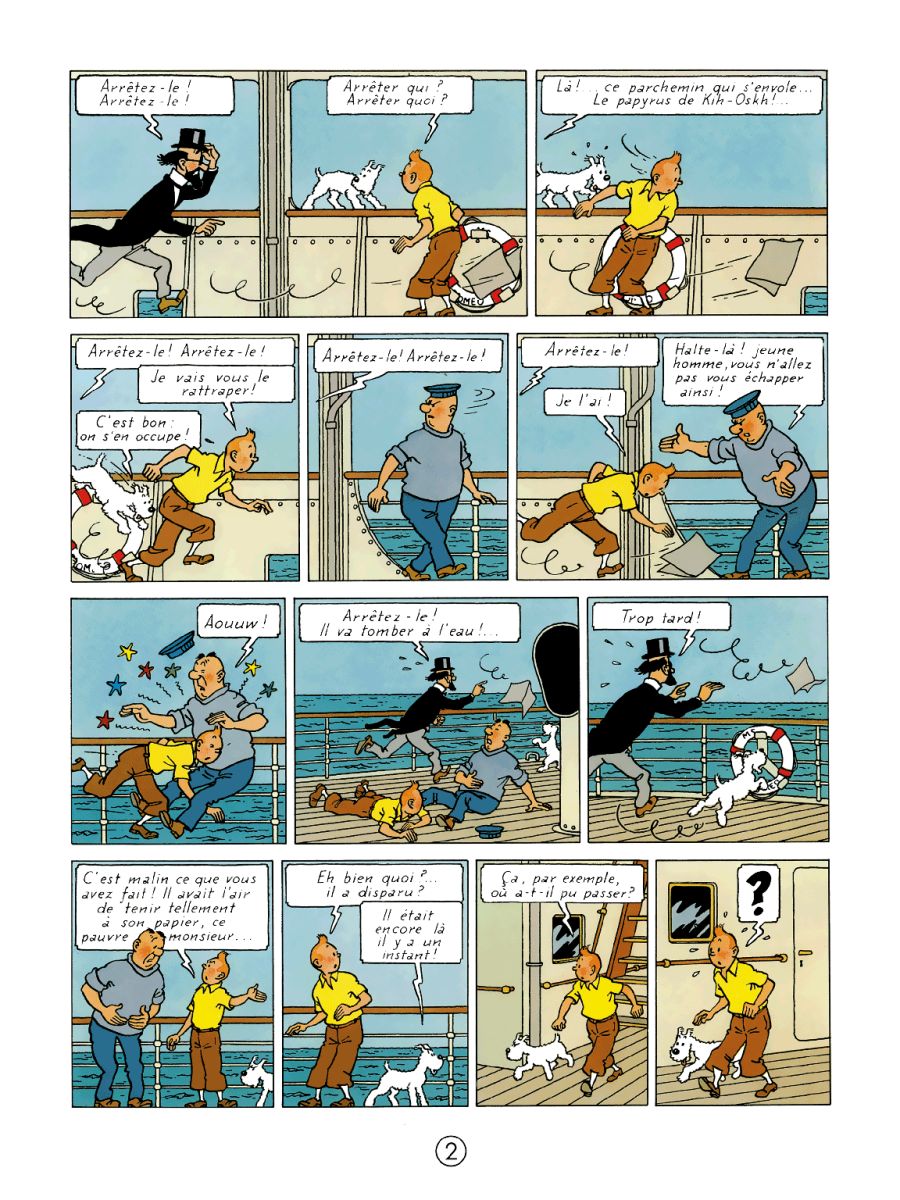 Arrêtez-le !
Arrêtez-le !
Arrêter qui ?
Arrêter quoi ?
OMEO
Là !... ce parchemin qui s'envole...
Le papyrus de Kih-Oskh !..
Arrêtez-le ! Arrêtez-le !
Je vais vous le
rattraper !
C'est bon :
on s'en occupe !
OM.
Arrêtez-le ! Arrêtez-le !
Arrêtez-le !
Je l'ai !
Halte-là ! jeune
homme, vous n'allez
pas vous échapper
ainsi !
Aouuw !
Arrêtez-le !
Il va tomber à l'eau !...
Trop tard !
C'est malin ce que vous
avez fait ! Il avait l'air
de tenir tellement
à son papier, ce
pauvre monsieur...
Eh bien quoi ?...
il a disparu ?
Il était
encore là
il y a un
instant !
Ça, par exemple,
où a-t-il pu passer ?
?
2